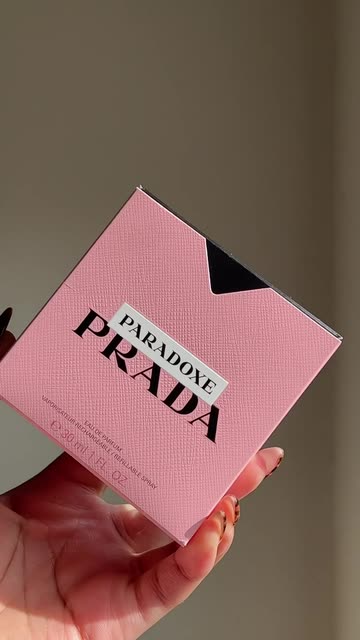 PARADOXE
PRADA
EAU DE PARFUM
VAPORISATEUR RECHARGEABLE / REFILLABLE SPRAY
℮ 30 ml 1 FL. OZ